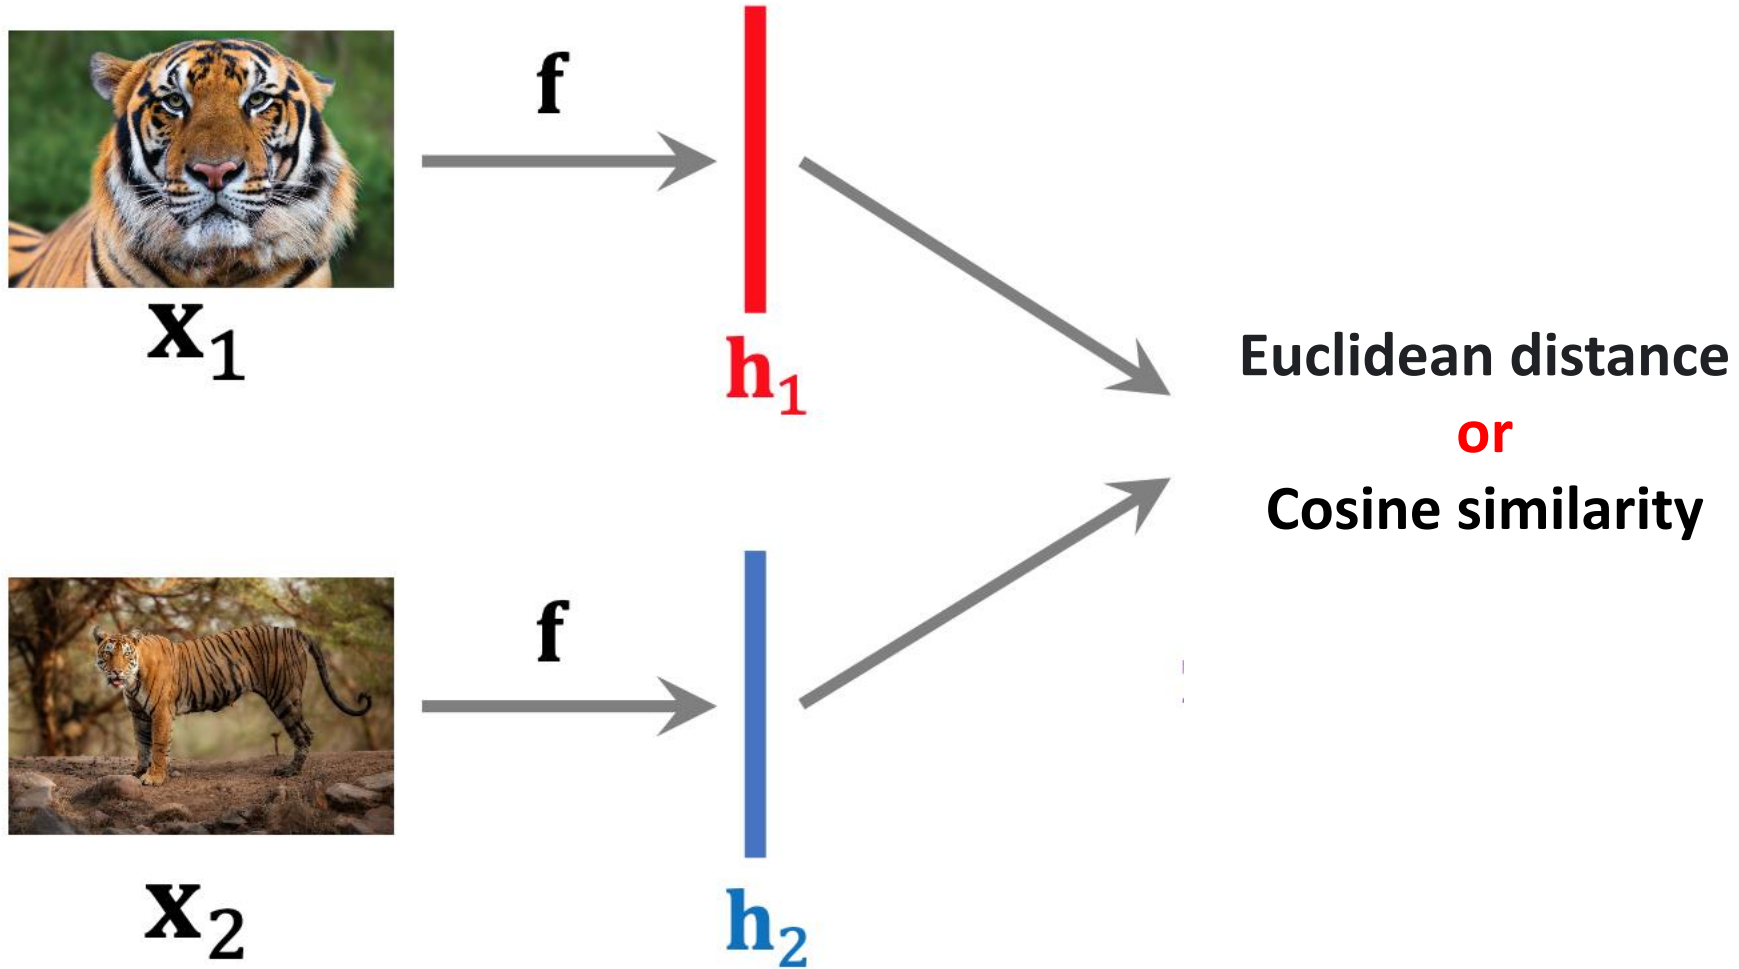 f
x₁
h₁
Euclidean distance
or
Cosine similarity
f
x₂
h₂